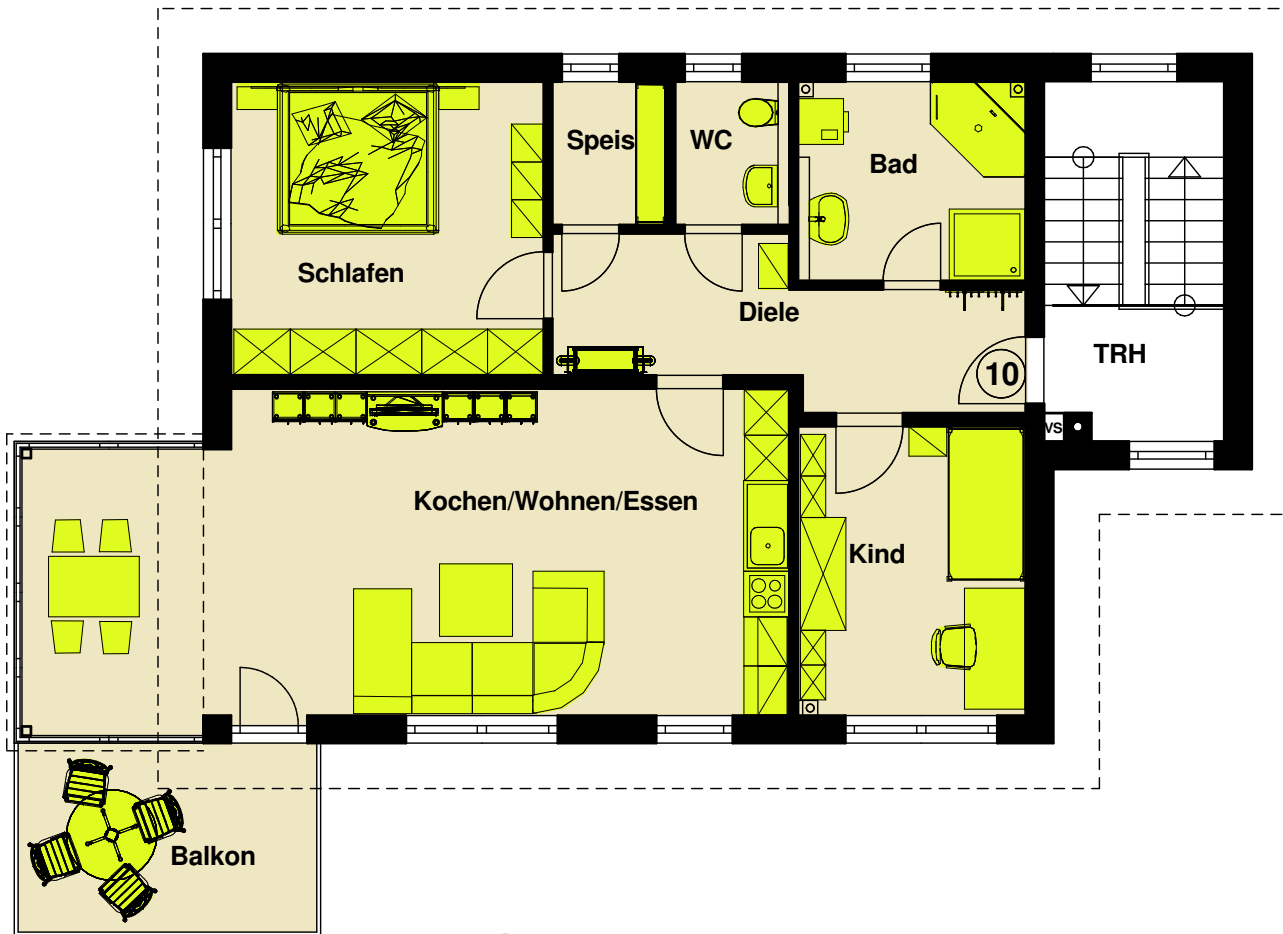 Speis
WC
Bad
Schlafen
Diele
TRH
10
VS
Kochen/Wohnen/Essen
Kind
Balkon